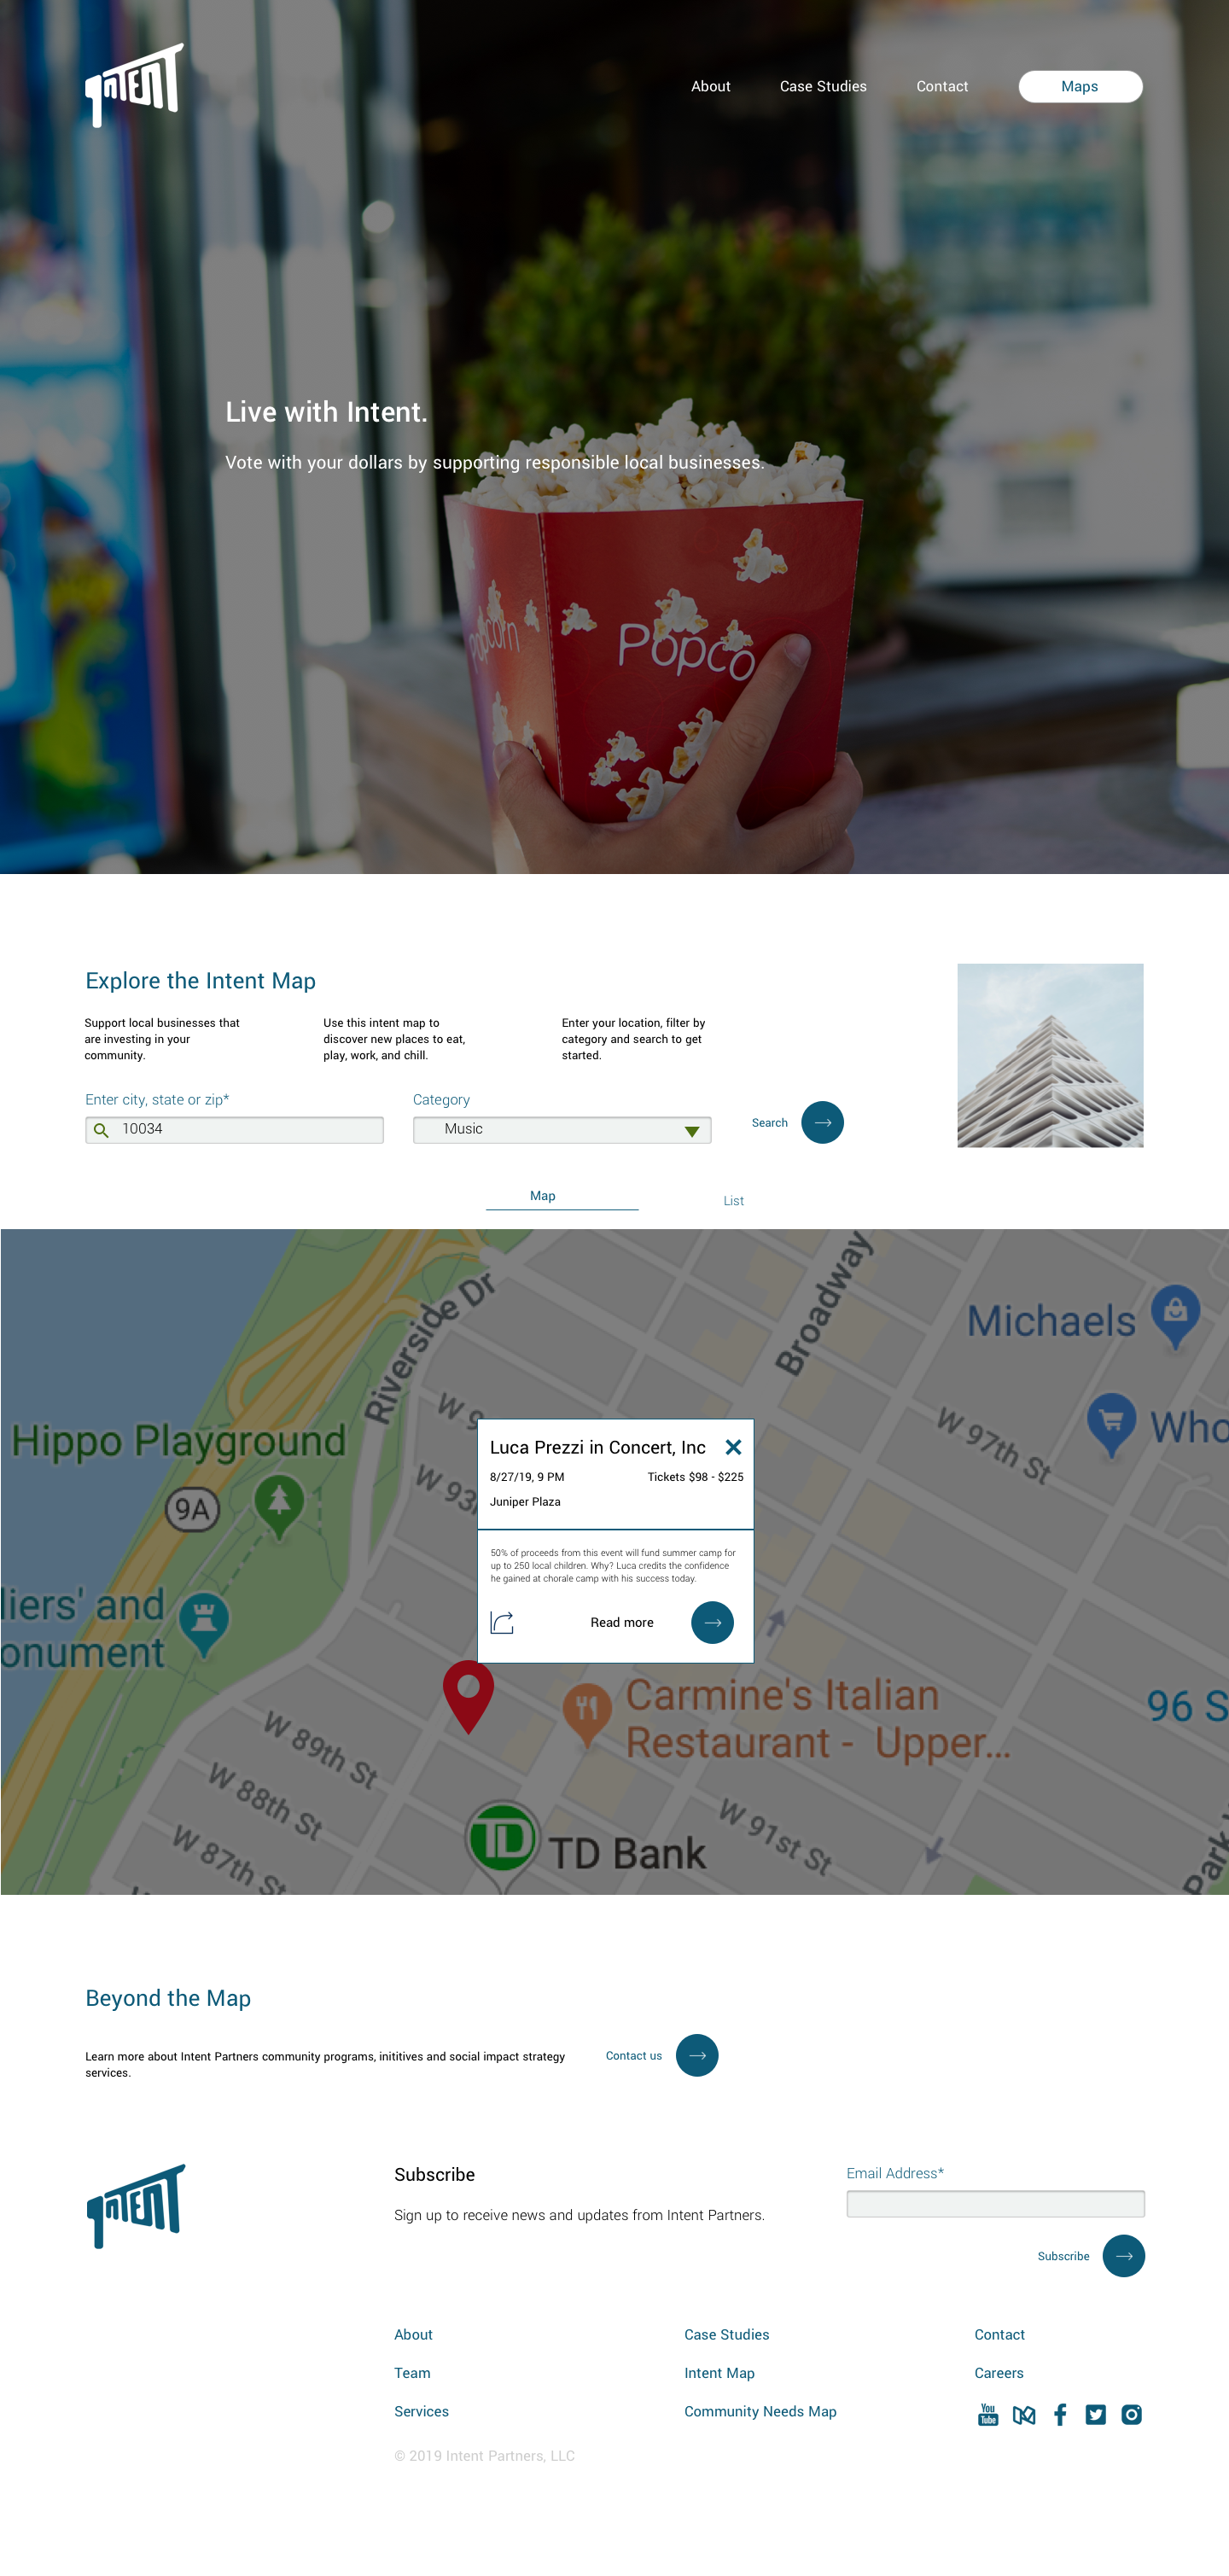 INTENT
About Case Studies Contact Maps
Live with Intent.
Vote with your dollars by supporting responsible local businesses.
popcorn
Popco
Explore the Intent Map
Support local businesses that
are investing in your
community.
Use this intent map to
discover new places to eat,
play, work, and chill.
Enter your location, filter by
category and search to get
started.
Enter city, state or zip*
10034
Category
Music
Search
Map
List
Riverside Dr
Broadway
Michaels
Hippo Playground
W 9
Who
W 97th St
9A
W 93
Luca Prezzi in Concert, Inc
8/27/19, 9 PM
Tickets $98 - $225
Juniper Plaza
50% of proceeds from this event will fund summer camp for
up to 250 local children. Why? Luca credits the confidence
he gained at chorale camp with his success today.
Read more
liers' and
onument
Carmine's Italian
Restaurant - Upper...
96 S
W 89th St
W 88th St
W 87th St
W 91st St
TD
TD Bank
Park
Beyond the Map
Learn more about Intent Partners community programs, inititives and social impact strategy
services.
Contact us
INTENT
Subscribe
Sign up to receive news and updates from Intent Partners.
Email Address*
Subscribe
About
Team
Services
Case Studies
Intent Map
Community Needs Map
Contact
Careers
You
Tube
© 2019 Intent Partners, LLC